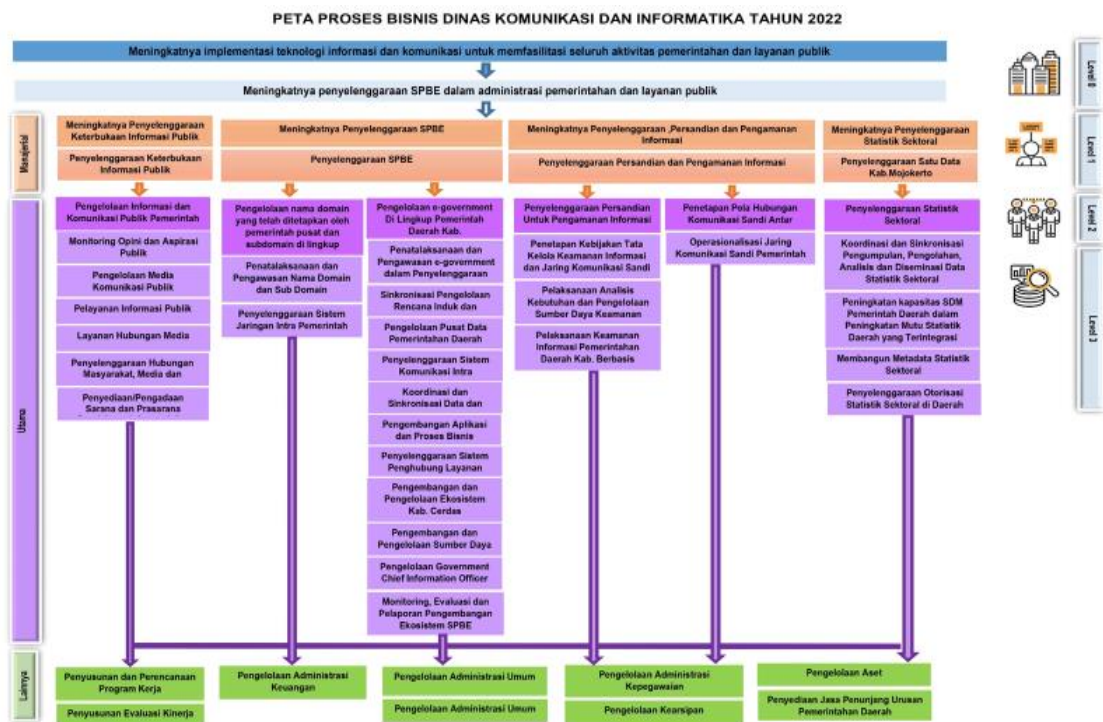 PETA PROSES BISNIS DINAS KOMUNIKASI DAN INFORMATIKA TAHUN 2022
Meningkatnya implementasi teknologi informasi dan komunikasi untuk memfasilitasi seluruh aktivitas pemerintahan dan layanan publik
Meningkatnya penyelenggaraan SPBE dalam administrasi pemerintahan dan layanan publik
Level 0
Manajerial
Meningkatnya Penyelenggaraan
Keterbukaan Informasi Publik
Penyelenggaraan Keterbukaan
Informasi Publik
Meningkatnya Penyelenggaraan SPBE
Penyelenggaraan SPBE
Meningkatnya Penyelenggaraan ,Persandian dan Pengamanan
Informasi
Penyelenggaraan Persandian dan Pengamanan Informasi
Meningkatnya Penyelenggaraan
Statistik Sektoral
Penyelenggaraan Satu Data
Kab.Mojokerto
Level 1
Utama
Pengelolaan Informasi dan
Komunikasi Publik Pemerintah
Monitoring Opini dan Aspirasi
Publik
Pengelolaan Media
Komunikasi Publik
Pelayanan Informasi Publik
Layanan Hubungan Media
Penyelenggaraan Hubungan
Masyarakat, Media dan
Penyediaan/Pengadaan
Sarana dan Prasarana
Pengelolaan nama domain
yang telah ditetapkan oleh
pemerintah pusat dan
subdomain di lingkup
Penatalaksanaan dan
Pengawasan Nama Domain
dan Sub Domain
Penyelenggaraan Sistem
Jaringan Intra Pemerintah
Pengelolaan e-government
Di Lingkup Pemerintah
Daerah Kab.
Penatalaksanaan dan
Pengawasan e-government
dalam Penyelenggaraan
Sinkronisasi Pengelolaan
Rencana Induk dan
Pengelolaan Pusat Data
Pemerintahan Daerah
Penyelenggaraan Sistem
Komunikasi Intra
Koordinasi dan
Sinkronisasi Data dan
Pengembangan Aplikasi
dan Proses Bisnis
Penyelenggaraan Sistem
Penghubung Layanan
Pengembangan dan
Pengelolaan Ekosistem
Kab. Cerdas
Pengembangan dan
Pengelolaan Sumber Daya
Pengelolaan Government
Chief Information Officer
Monitoring, Evaluasi dan
Pelaporan Pengembangan
Ekosistem SPBE
Penyelenggaraan Persandian
Untuk Pengamanan Informasi
Penetapan Kebijakan Tata
Kelola Keamanan Informasi
dan Jaring Komunikasi Sandi
Pelaksanaan Analisis
Kebutuhan dan Pengelolaan
Sumber Daya Keamanan
Pelaksanaan Keamanan
Informasi Pemerintahan
Daerah Kab. Berbasis
Penetapan Pola Hubungan
Komunikasi Sandi Antar
Operasionalisasi Jaring
Komunikasi Sandi Pemerintah
Penyelenggaraan Statistik
Sektoral
Koordinasi dan Sinkronisasi
Pengumpulan, Pengolahan,
Analisis dan Diseminasi Data
Statistik Sektoral
Peningkatan kapasitas SDM
Pemerintah Daerah dalam
Peningkatan Mutu Statistik
Daerah yang Terintegrasi
Membangun Metadata Statistik
Sektoral
Penyelenggaraan Otorisasi
Statistik Sektoral di Daerah
Level 2
Level 3
Lainnya
Penyusunan dan Perencanaan
Program Kerja
Penyusunan Evaluasi Kinerja
Pengelolaan Administrasi
Keuangan
Pengelolaan Administrasi Umum
Pengelolaan Administrasi Umum
Pengelolaan Administrasi
Kepegawaian
Pengelolaan Kearsipan
Pengelolaan Aset
Penyediaan Jasa Penunjang Urusan
Pemerintahan Daerah